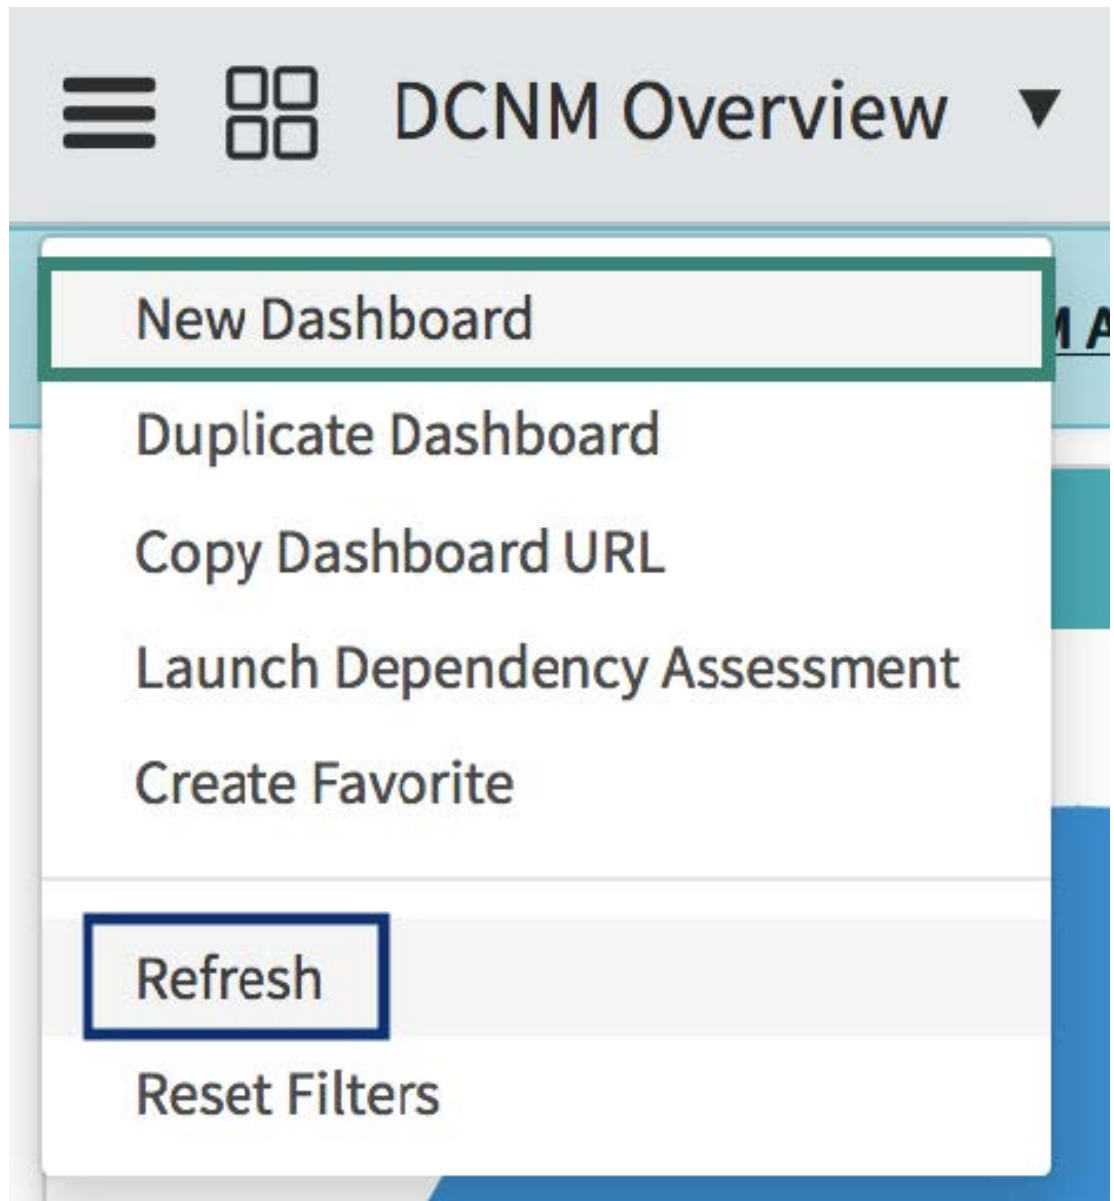 DCNM Overview ▼
New Dashboard
Duplicate Dashboard
Copy Dashboard URL
Launch Dependency Assessment
Create Favorite
Refresh
Reset Filters